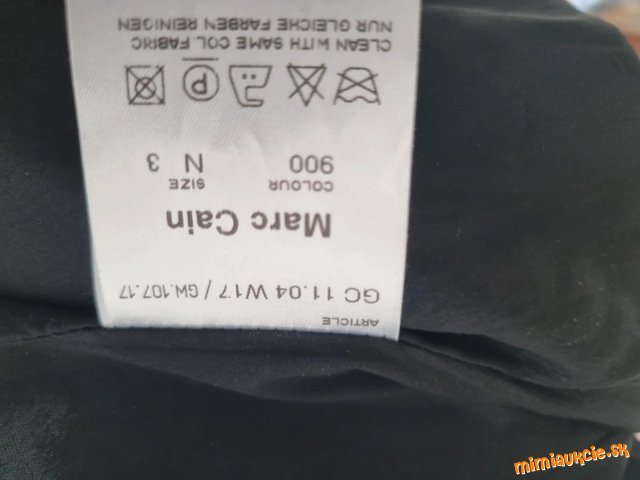 ARTICLE
GC 11.04 W17 / GW.107.17
Marc Cain
COLOUR SIZE
900 N 3
P
CLEAN WITH SAME COL.FABRIC
NUR GLEICHE FARBEN REINIGEN
mimiaukcie.sk